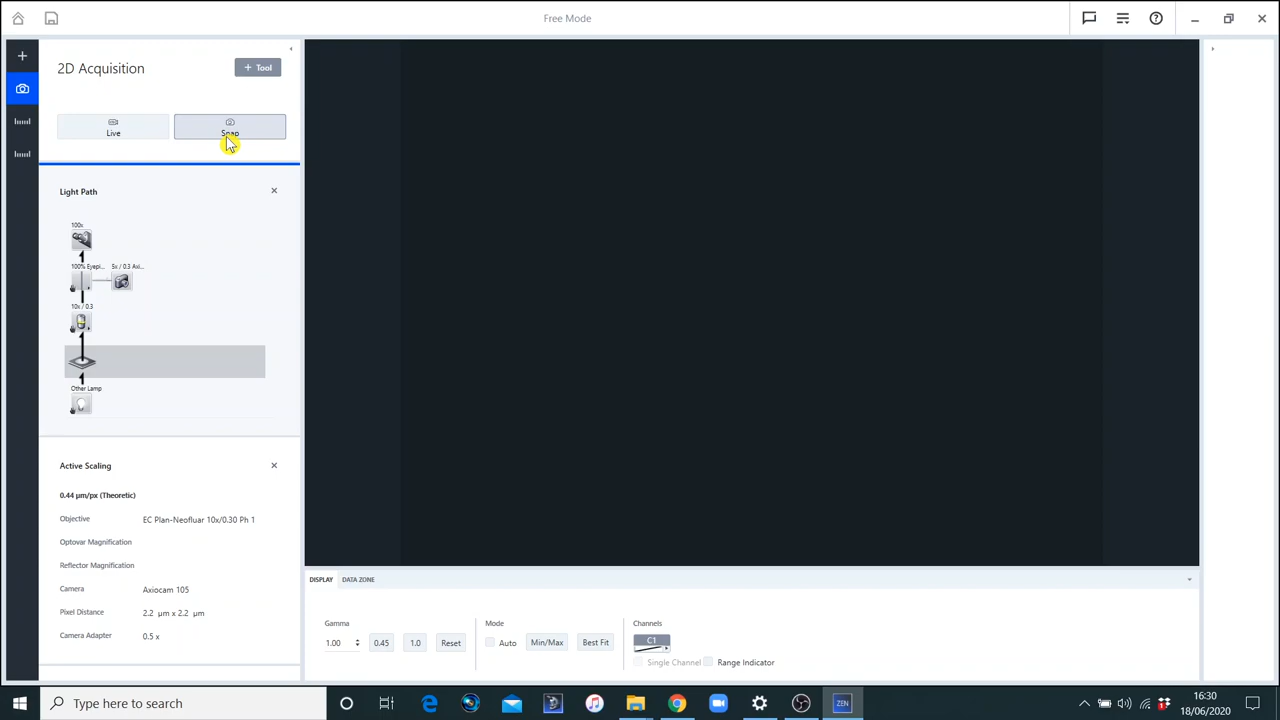 Free Mode
2D Acquisition
+ Tool
Live
Snap
Light Path
100x
100% Eyepi...
5x / 0.3 Axi...
10x / 0.3
Other Lamp
Active Scaling
0.44 µm/px (Theoretic)
Objective EC Plan-Neofluar 10x/0.30 Ph 1
Optovar Magnification
Reflector Magnification
Camera Axiocam 105
Pixel Distance 2.2 µm x 2.2 µm
Camera Adapter 0.5 x
DISPLAY DATA ZONE
Gamma Mode Channels
1.00 0.45 1.0 Reset Auto Min/Max Best Fit C1
Single Channel Range Indicator
Type here to search
ZEN
16:30
18/06/2020